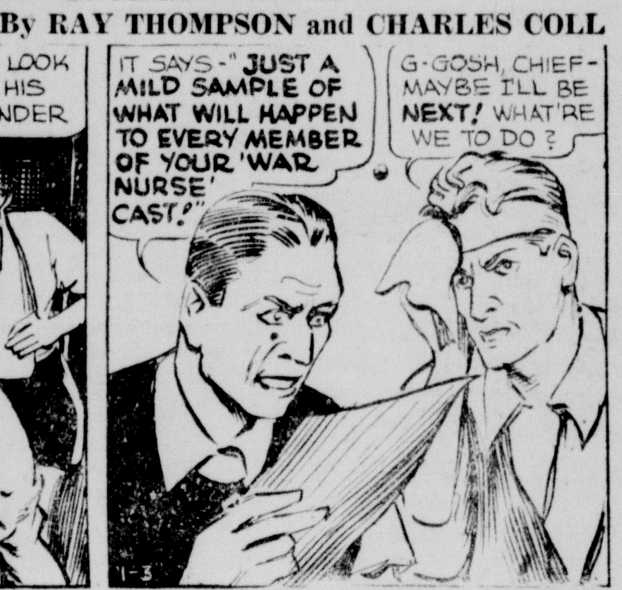 By RAY THOMPSON and CHARLES COLL
LOOK
HIS
NDER
IT SAYS-"JUST A
MILD SAMPLE OF
WHAT WILL HAPPEN
TO EVERY MEMBER
OF YOUR 'WAR
NURSE'
CAST!"
G-GOSH, CHIEF-
MAYBE I'LL BE
NEXT! WHAT'RE
WE TO DO?
1-3